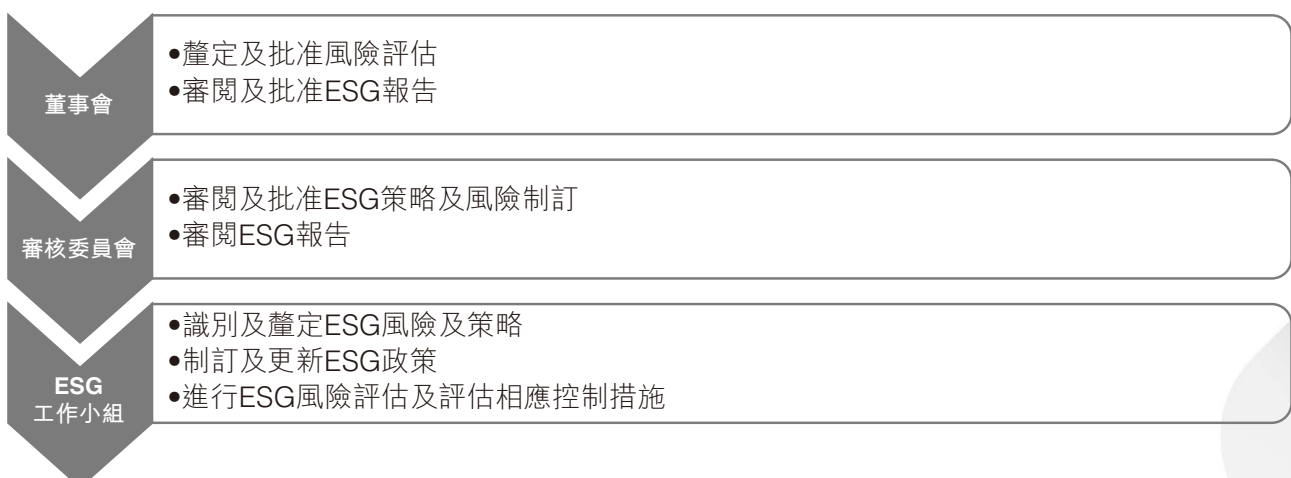 董事會
•釐定及批准風險評估
•審閱及批准ESG報告
審核委員會
•審閱及批准ESG策略及風險制訂
•審閱ESG報告
ESG
工作小組
•識別及釐定ESG風險及策略
•制訂及更新ESG政策
•進行ESG風險評估及評估相應控制措施